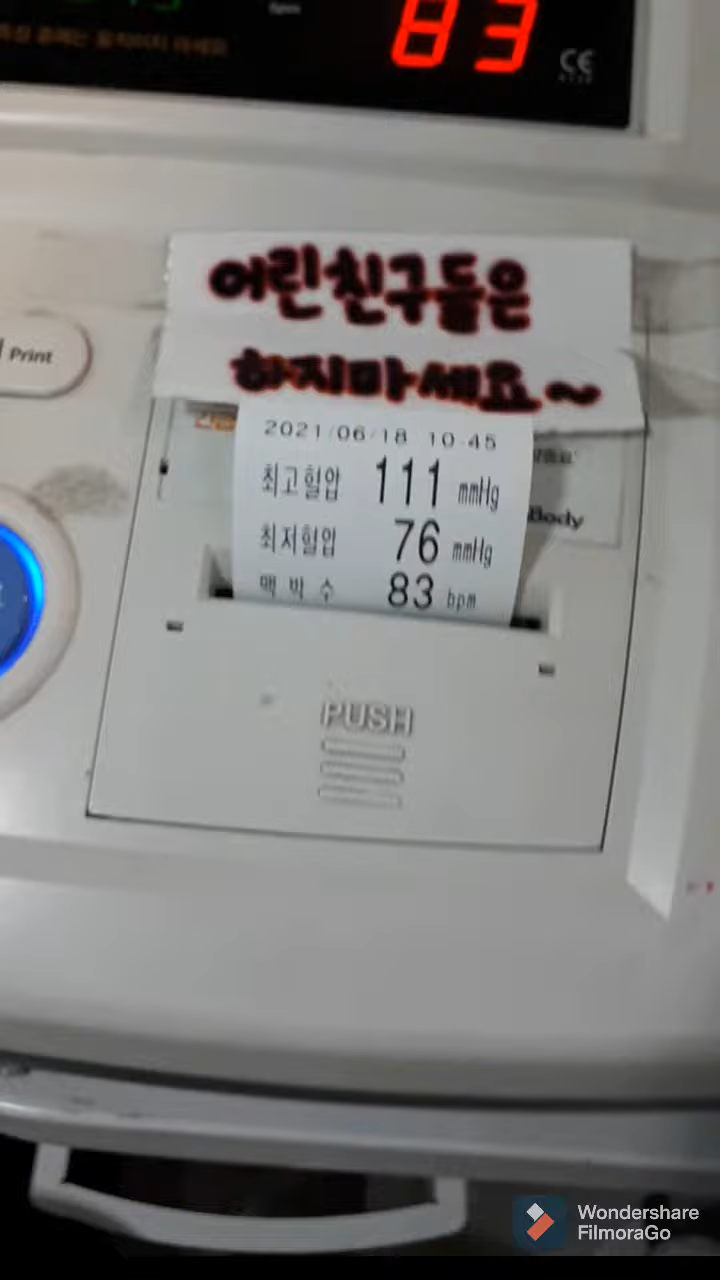 83
CE
어린친구들은
하지마세요~
Print
2021/06/18 10:45
최고혈압 111 mmHg
최저혈압 76 mmHg
맥박수 83 bpm
Body
PUSH
Wondershare
FilmoraGo